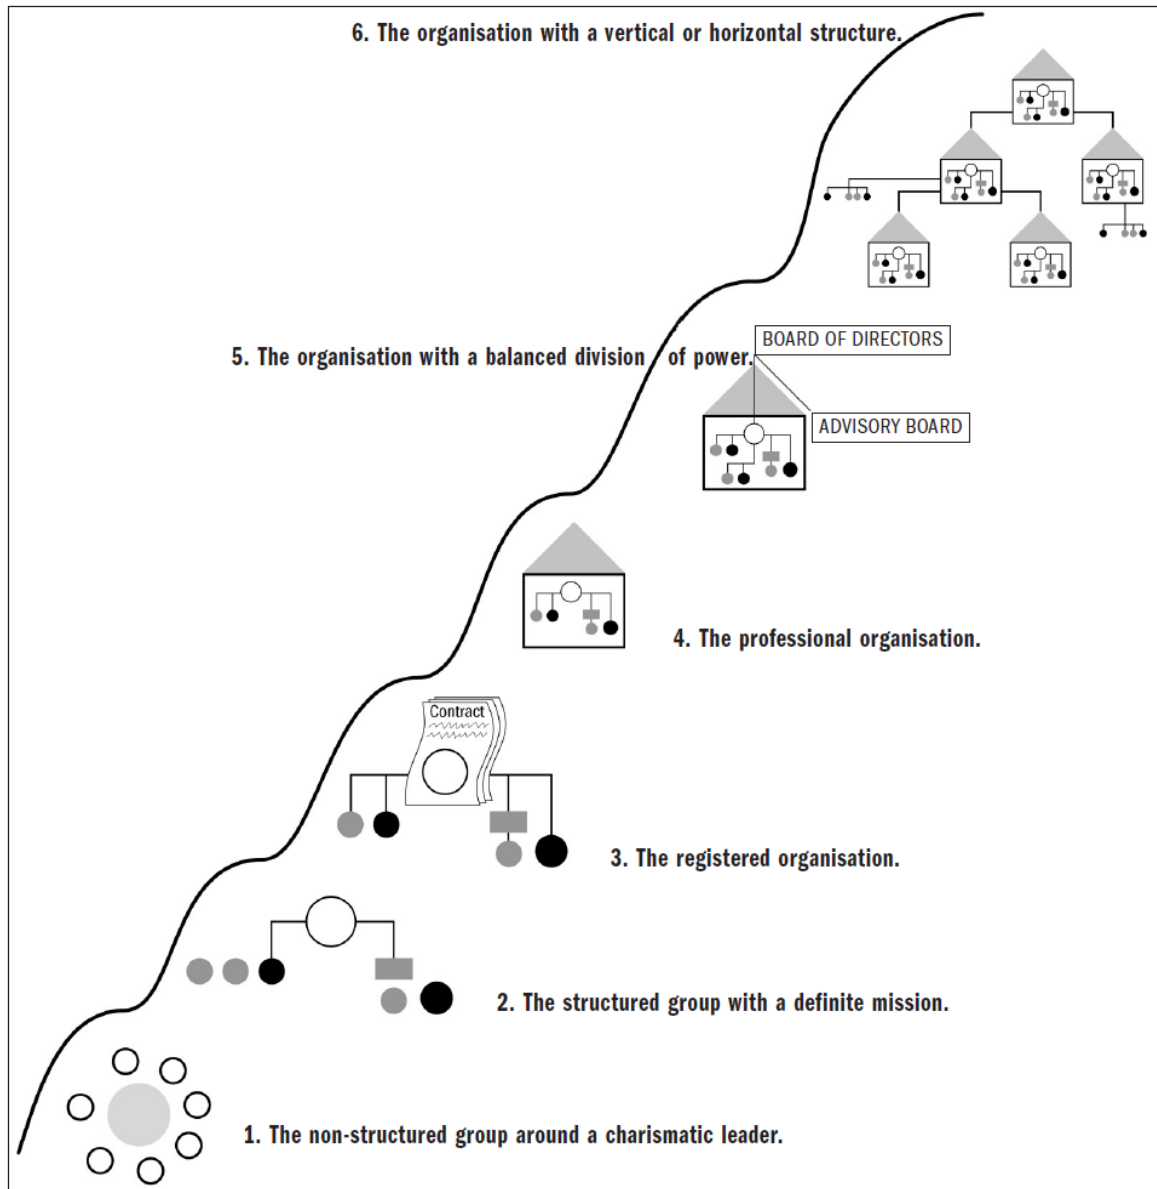 6. The organisation with a vertical or horizontal structure.
5. The organisation with a balanced division of power.
BOARD OF DIRECTORS
ADVISORY BOARD
4. The professional organisation.
Contract
3. The registered organisation.
2. The structured group with a definite mission.
1. The non-structured group around a charismatic leader.